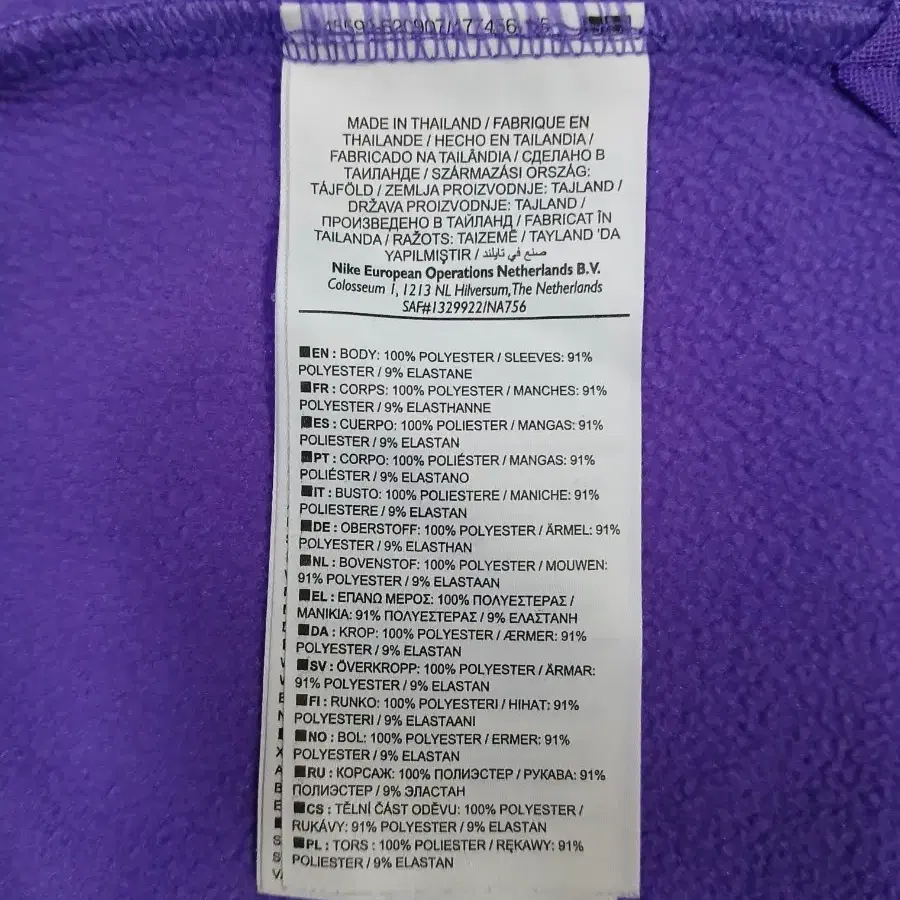 MADE IN THAILAND / FABRIQUE EN
THAILANDE / HECHO EN TAILANDIA /
FABRICADO NA TAILÂNDIA / СДЕЛАНО В
ТАИЛАНДЕ / SZÁRMAZÁSI ORSZÁG:
TÁJFÖLD / ZEMLJA PROIZVODNJE: TAJLAND /
DRŽAVA PROIZVODNJE: TAJLAND /
ПРОИЗВЕДЕНО В ТАЙЛАНД / FABRICAT ÎN
TAILANDA / RAŽOTS: TAIZEMĒ / TAYLAND 'DA
YAPILMIŞTIR / صنع في تايلند
Nike European Operations Netherlands B.V.
Colosseum 1, 1213 NL Hilversum, The Netherlands
SAF#1329922/NA756
EN : BODY: 100% POLYESTER / SLEEVES: 91%
POLYESTER / 9% ELASTANE
FR : CORPS: 100% POLYESTER / MANCHES: 91%
POLYESTER / 9% ELASTHANNE
ES : CUERPO: 100% POLIESTER / MANGAS: 91%
POLIESTER / 9% ELASTAN
PT : CORPO: 100% POLIÉSTER / MANGAS: 91%
POLIÉSTER / 9% ELASTANO
IT : BUSTO: 100% POLIESTERE / MANICHE: 91%
POLIESTERE / 9% ELASTAN
DE : OBERSTOFF: 100% POLYESTER / ÄRMEL: 91%
POLYESTER / 9% ELASTHAN
NL : BOVENSTOF: 100% POLYESTER / MOUWEN:
91% POLYESTER / 9% ELASTAAN
EL : ΕΠΑΝΩ ΜΕΡΟΣ: 100% ΠΟΛΥΕΣΤΕΡΑΣ /
ΜΑΝΙΚΙΑ: 91% ΠΟΛΥΕΣΤΕΡΑΣ / 9% ΕΛΑΣΤΑΝΗ
DA : KROP: 100% POLYESTER / ÆRMER: 91%
POLYESTER / 9% ELASTAN
SV : ÖVERKROPP: 100% POLYESTER / ÄRMAR:
91% POLYESTER / 9% ELASTAN
FI : RUNKO: 100% POLYESTERI / HIHAT: 91%
POLYESTERI / 9% ELASTAANI
NO : BOL: 100% POLYESTER / ERMER: 91%
POLYESTER / 9% ELASTAN
RU : КОРСАЖ: 100% ПОЛИЭСТЕР / РУКАВА: 91%
ПОЛИЭСТЕР / 9% ЭЛАСТАН
CS : TĚLNÍ ČÁST ODĚVU: 100% POLYESTER /
RUKÁVY: 91% POLYESTER / 9% ELASTAN
PL : TORS : 100% POLIESTER / RĘKAWY: 91%
POLIESTER / 9% ELASTAN